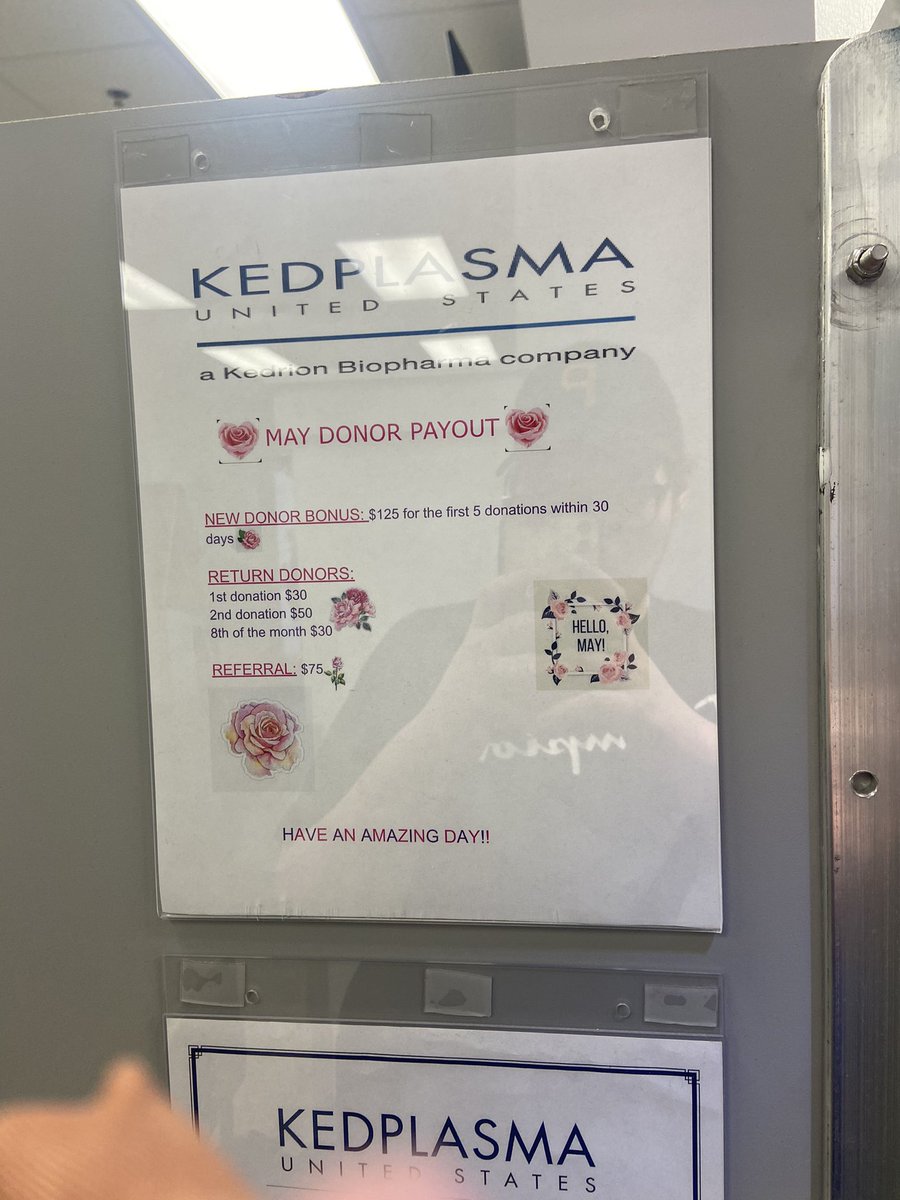 KEDPLASMA
UNITED STATES
a Kedrion Biopharma company
MAY DONOR PAYOUT
NEW DONOR BONUS: $125 for the first 5 donations within 30
days
RETURN DONORS:
1st donation $30
2nd donation $50
8th of the month $30
HELLO,
MAY!
REFERRAL: $75
HAVE AN AMAZING DAY!!
KEDPLASMA
UNITED STATES